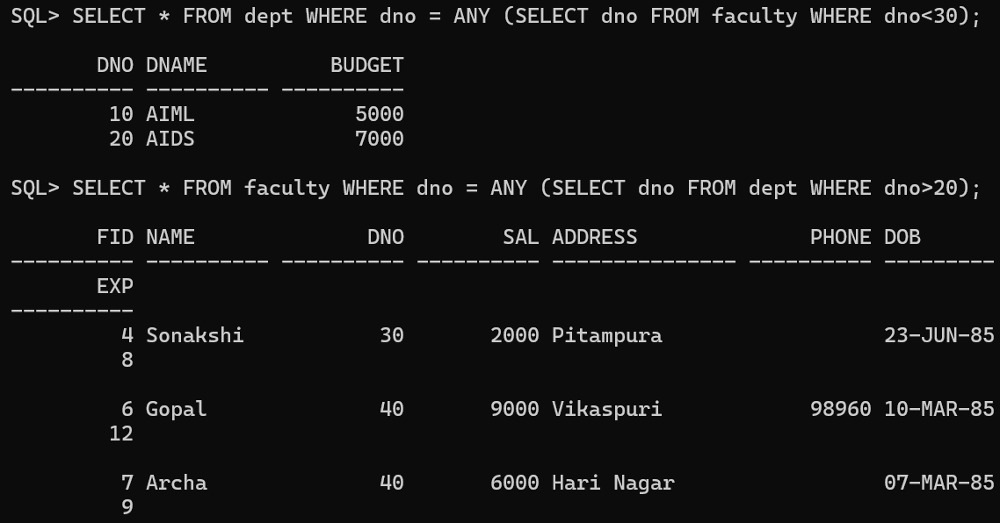 SQL> SELECT * FROM dept WHERE dno = ANY (SELECT dno FROM faculty WHERE dno<30);
       DNO DNAME          BUDGET
---------- ---------- ----------
        10 AIML             5000
        20 AIDS             7000
SQL> SELECT * FROM faculty WHERE dno = ANY (SELECT dno FROM dept WHERE dno>20);
       FID NAME              DNO        SAL ADDRESS              PHONE DOB
---------- ---------- ---------- ---------- --------------- ---------- ---------
       EXP
----------
         4 Sonakshi           30       2000 Pitampura                  23-JUN-85
         8
         6 Gopal              40       9000 Vikaspuri            98960 10-MAR-85
        12
         7 Archa              40       6000 Hari Nagar                 07-MAR-85
         9